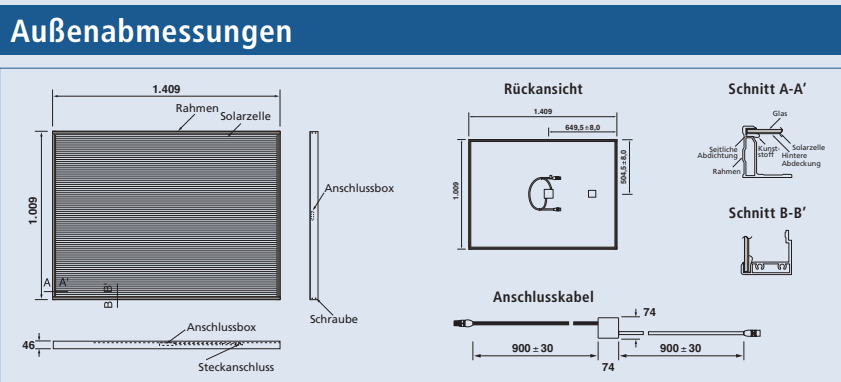 Außenabmessungen
1.409
Rahmen
Solarzelle
1.009
A A'
B B'
Anschlussbox
Schraube
46
Anschlussbox
Steckanschluss
Rückansicht
1.409
649,5±8,0
504,5±8,0
1.009
Anschlusskabel
74
900±30
900±30
74
Schnitt A-A'
Glas
Seitliche
Abdichtung
Kunst-
stoff
Solarzelle
Hintere
Abdeckung
Rahmen
Schnitt B-B'